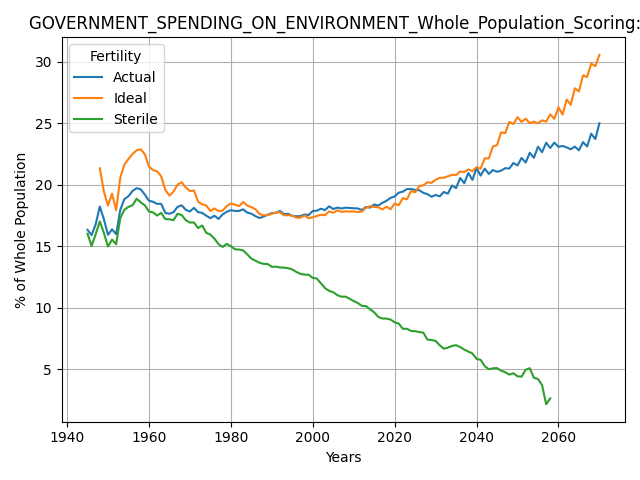 GOVERNMENT_SPENDING_ON_ENVIRONMENT_Whole_Population_Scoring:
Fertility
Actual
Ideal
Sterile
% of Whole Population
30
25
20
15
10
5
1940 1960 1980 2000 2020 2040 2060
Years